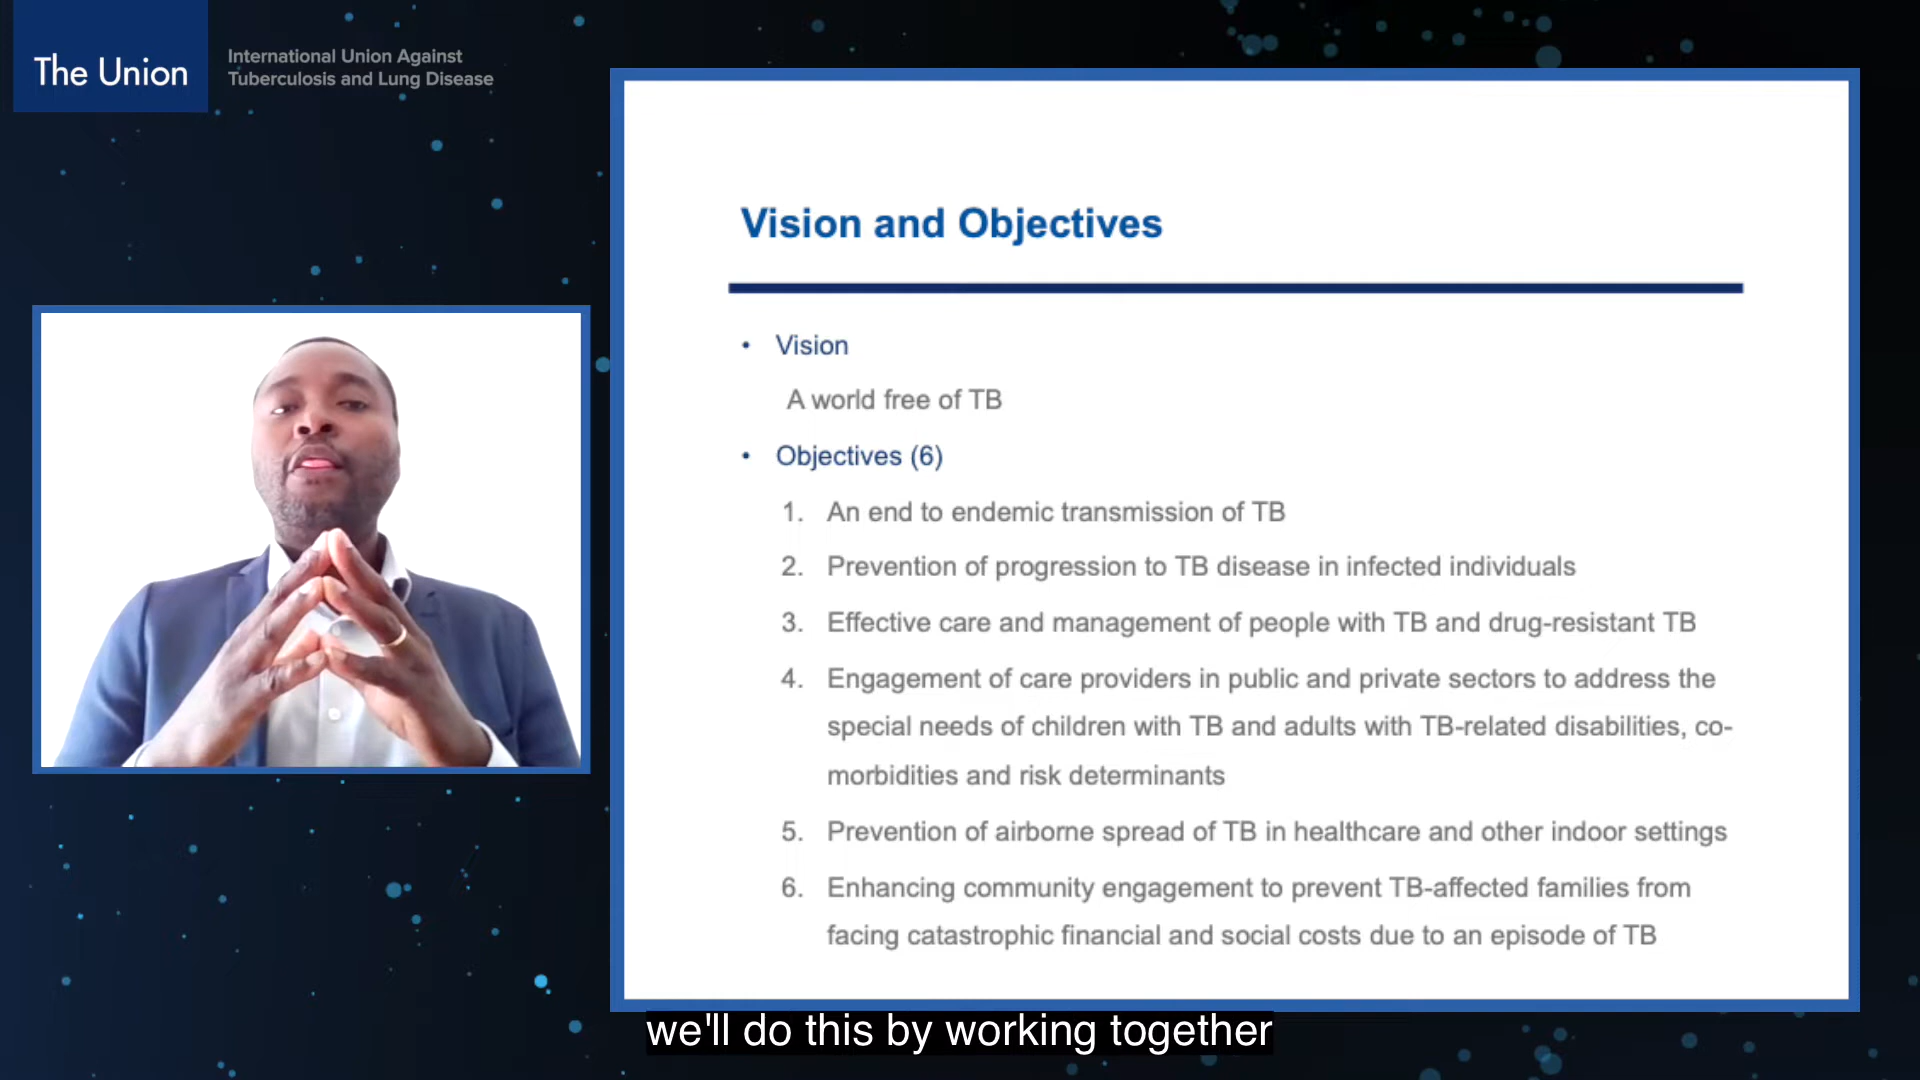 The Union
International Union Against
Tuberculosis and Lung Disease
Vision and Objectives
• Vision
A world free of TB
• Objectives (6)
1. An end to endemic transmission of TB
2. Prevention of progression to TB disease in infected individuals
3. Effective care and management of people with TB and drug-resistant TB
4. Engagement of care providers in public and private sectors to address the
special needs of children with TB and adults with TB-related disabilities, co-
morbidities and risk determinants
5. Prevention of airborne spread of TB in healthcare and other indoor settings
6. Enhancing community engagement to prevent TB-affected families from
facing catastrophic financial and social costs due to an episode of TB
we'll do this by working together